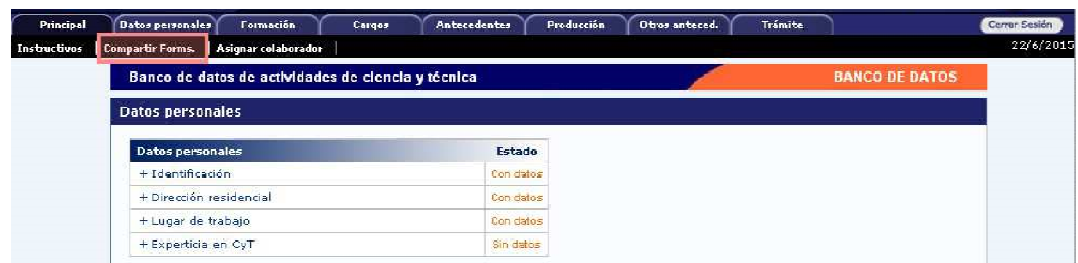 Principal Datos personales Formación Cargos Antecedentes Producción Otros anteced. Trámite Cerrar Sesión
Instructivos | Compartir Forms. | Asignar colaborador | 22/6/2015
Banco de datos de actividades de ciencia y técnica BANCO DE DATOS
Datos personales
Datos personales Estado
+ Identificación Con datos
+ Dirección residencial Con datos
+ Lugar de trabajo Con datos
+ Experticia en CyT Sin datos